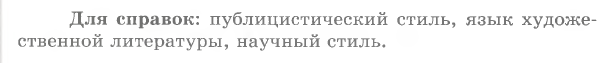 Для справок: публицистический стиль, язык художе-
ственной литературы, научный стиль.